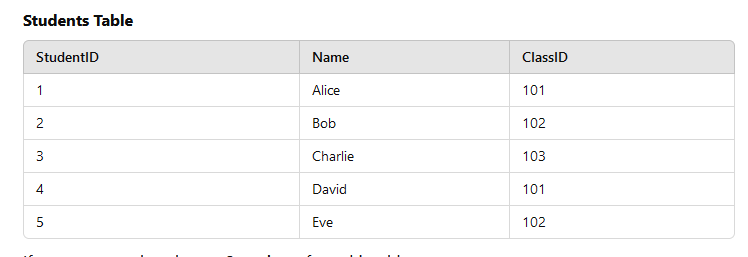 Students Table
StudentID Name ClassID
1 Alice 101
2 Bob 102
3 Charlie 103
4 David 101
5 Eve 102